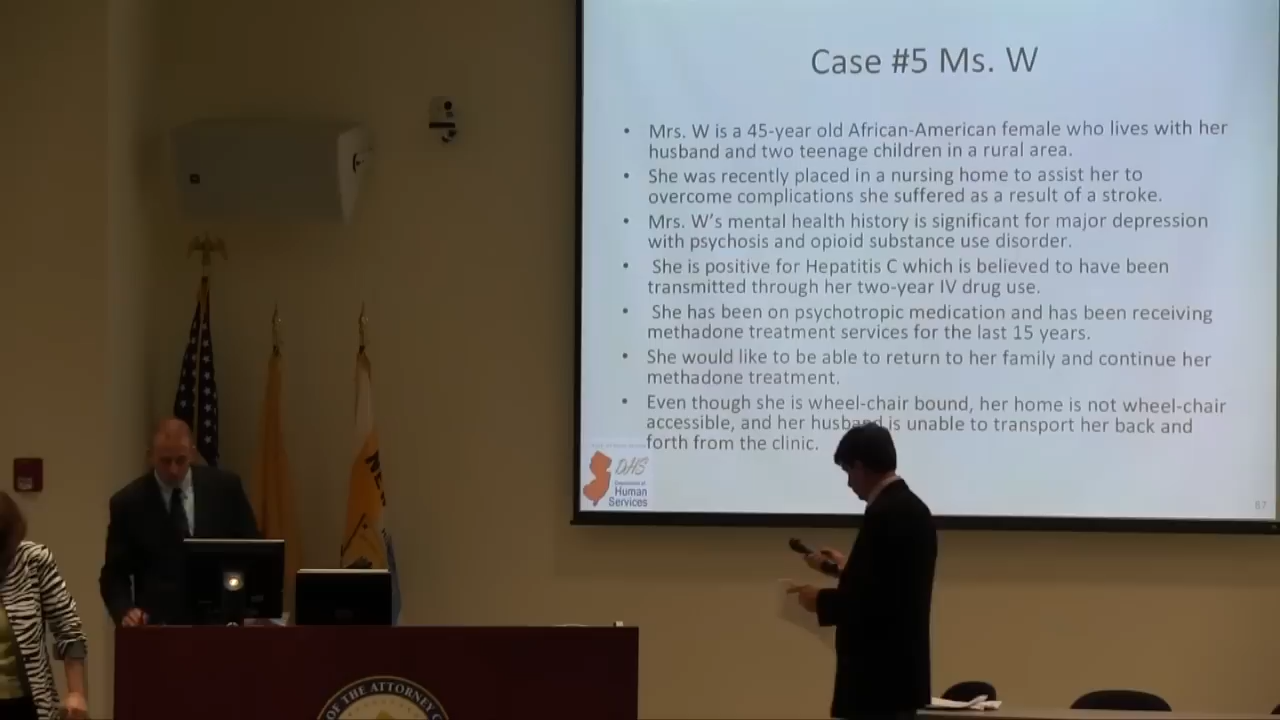 Case #5 Ms. W
• Mrs. W is a 45-year old African-American female who lives with her
husband and two teenage children in a rural area.
• She was recently placed in a nursing home to assist her to
overcome complications she suffered as a result of a stroke.
• Mrs. W's mental health history is significant for major depression
with psychosis and opioid substance use disorder.
• She is positive for Hepatitis C which is believed to have been
transmitted through her two-year IV drug use.
• She has been on psychotropic medication and has been receiving
methadone treatment services for the last 15 years.
• She would like to be able to return to her family and continue her
methadone treatment.
• Even though she is wheel-chair bound, her home is not wheel-chair
accessible, and her husband is unable to transport her back and
forth from the clinic.
DHS
Human
Services
67
OF THE ATTORNEY